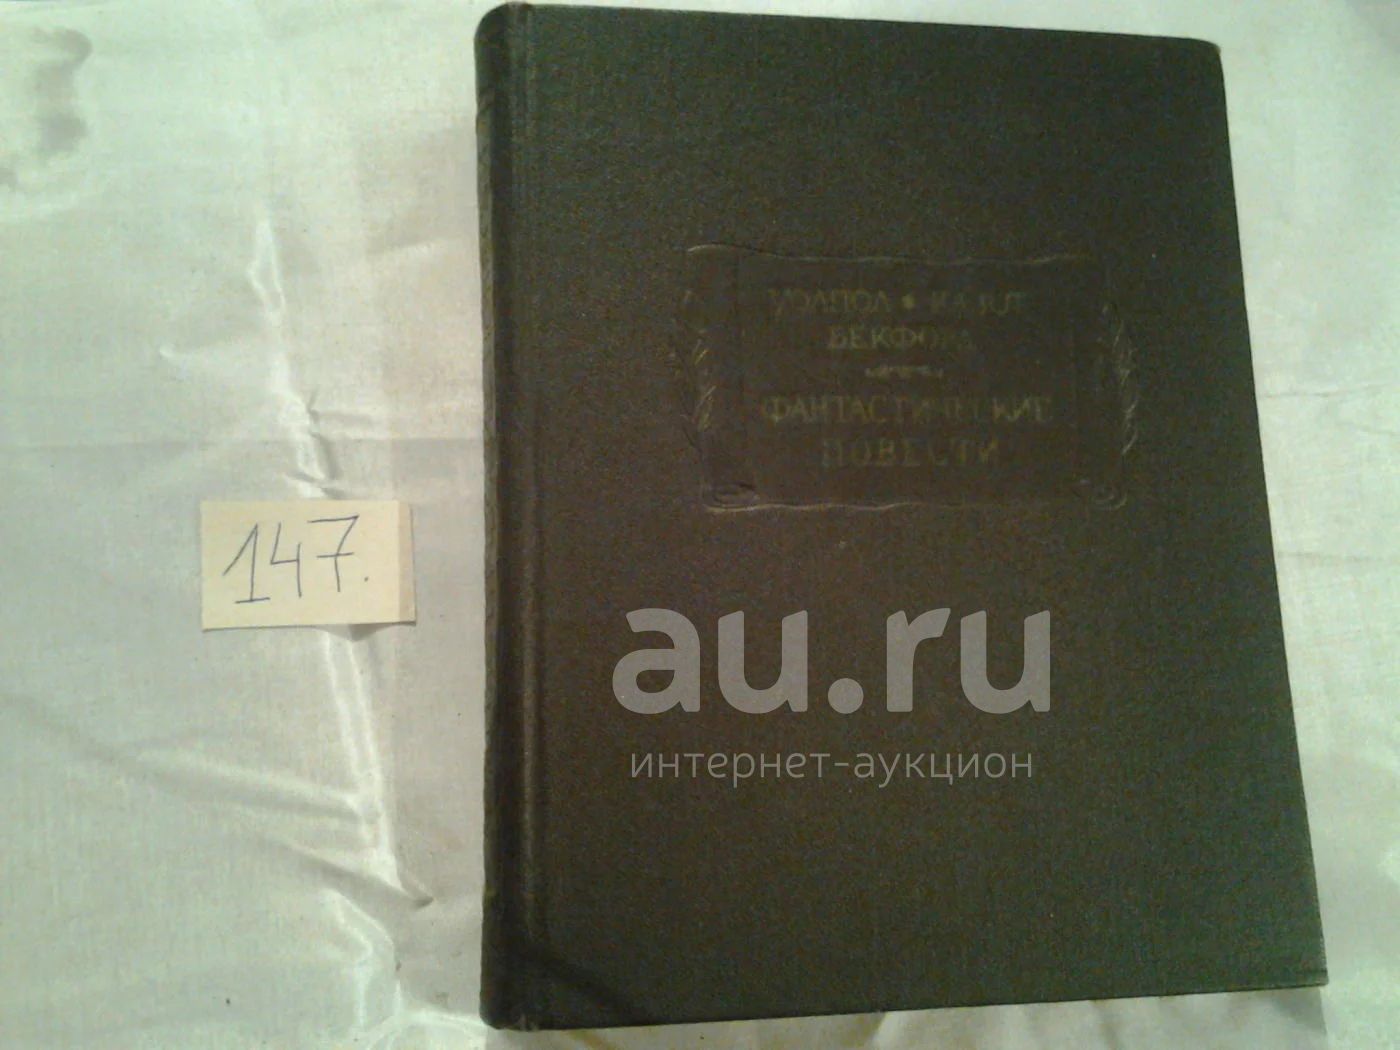 УОЛПОЛ • КАЗОТ
БЕКФОРД
ФАНТАСТИЧЕСКИЕ
ПОВЕСТИ
147.
au.ru
интернет-аукцион